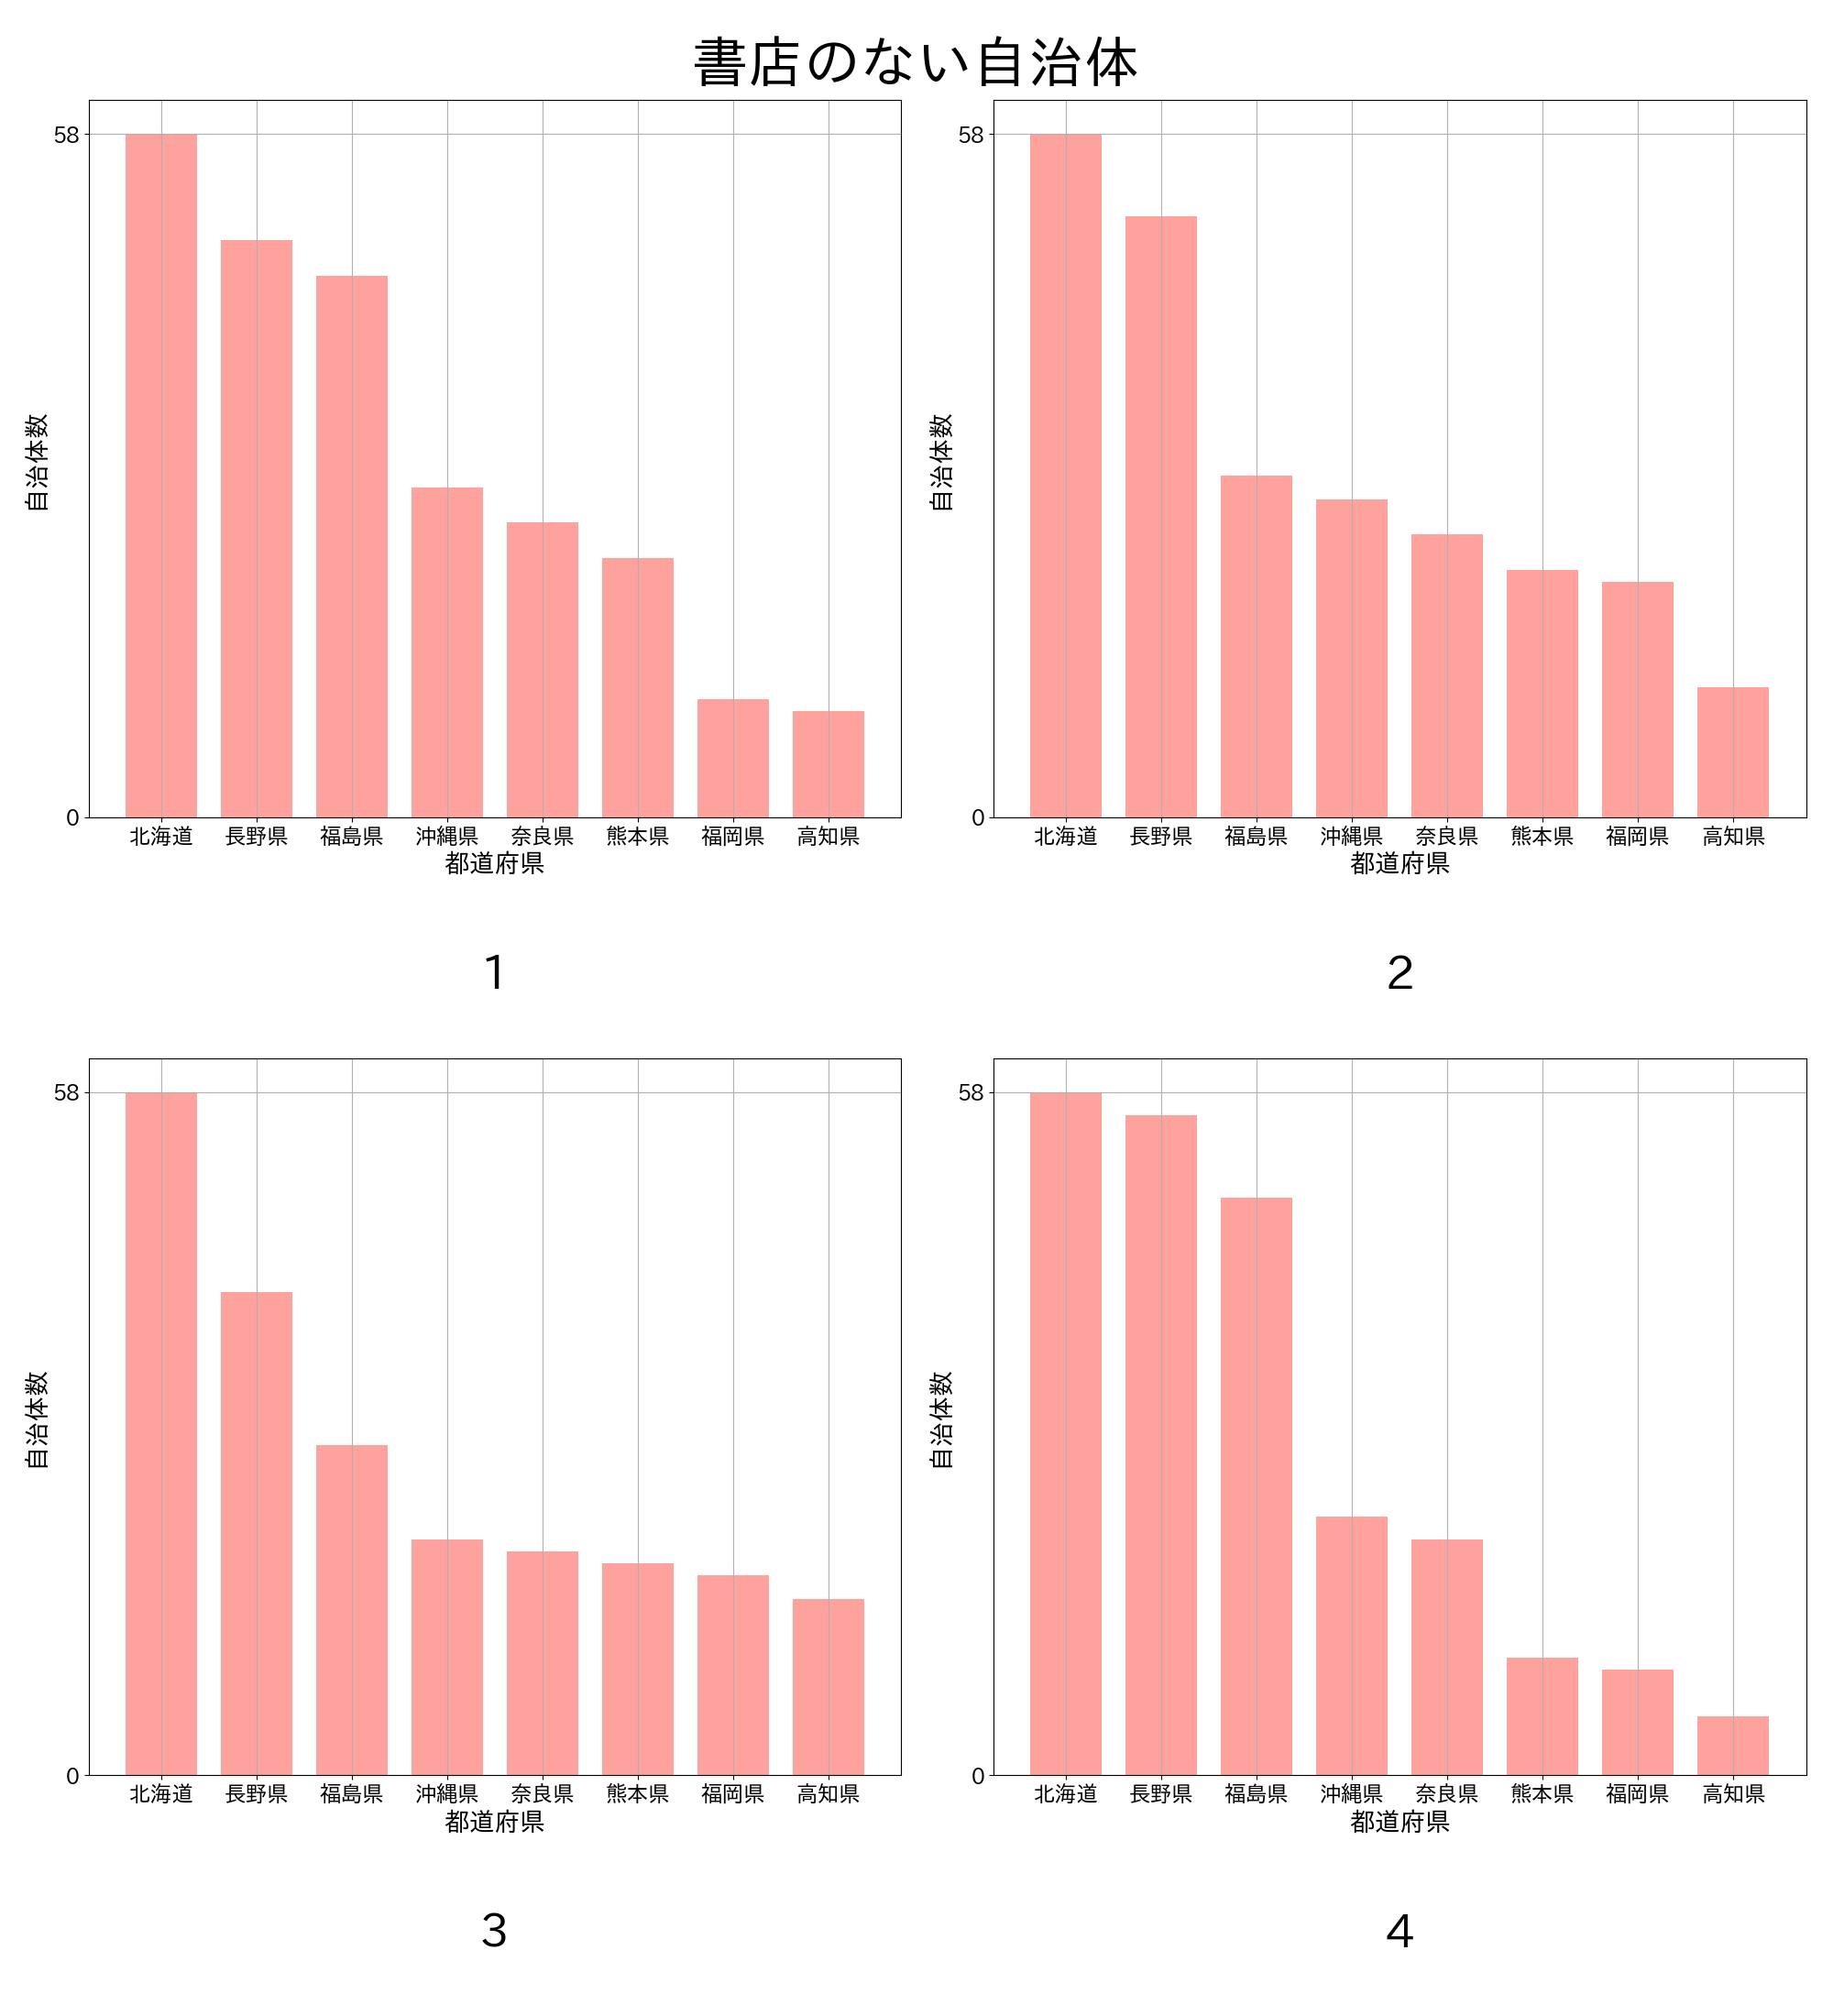 書店のない自治体
58
0
自治体数
北海道 長野県 福島県 沖縄県 奈良県 熊本県 福岡県 高知県
都道府県
1
58
0
自治体数
北海道 長野県 福島県 沖縄県 奈良県 熊本県 福岡県 高知県
都道府県
2
58
0
自治体数
北海道 長野県 福島県 沖縄県 奈良県 熊本県 福岡県 高知県
都道府県
3
58
0
自治体数
北海道 長野県 福島県 沖縄県 奈良県 熊本県 福岡県 高知県
都道府県
4